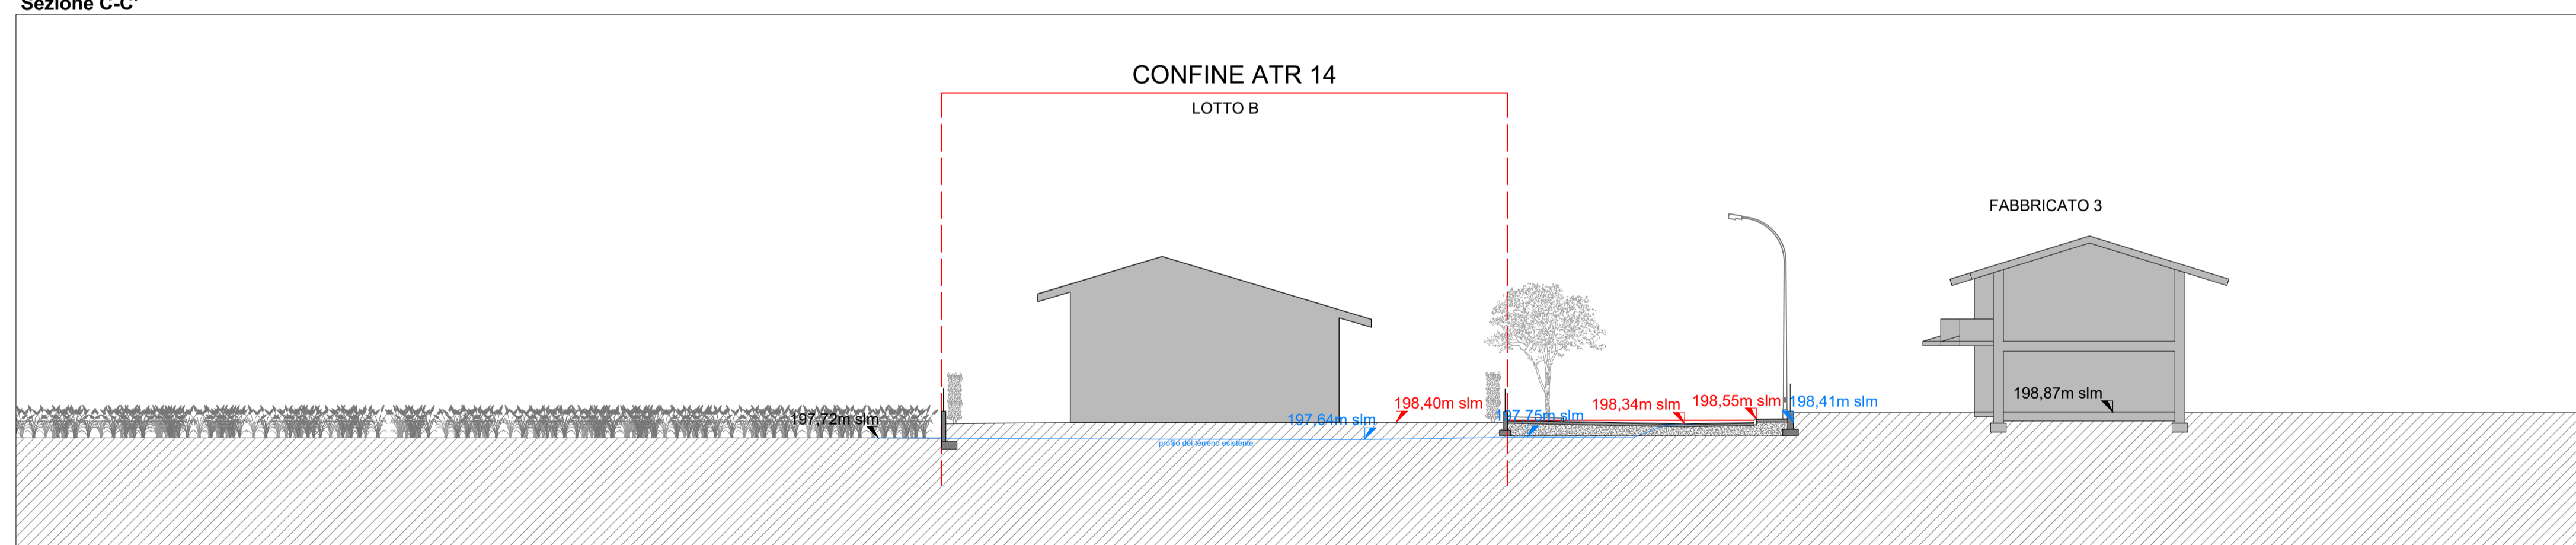 Sezione C-C'
CONFINE ATR 14
LOTTO B
FABBRICATO 3
198,87m slm
198,40m slm
198,34m slm
198,55m slm
198,41m slm
197,72m slm
197,64m slm
197,75m slm
profilo del terreno esistente